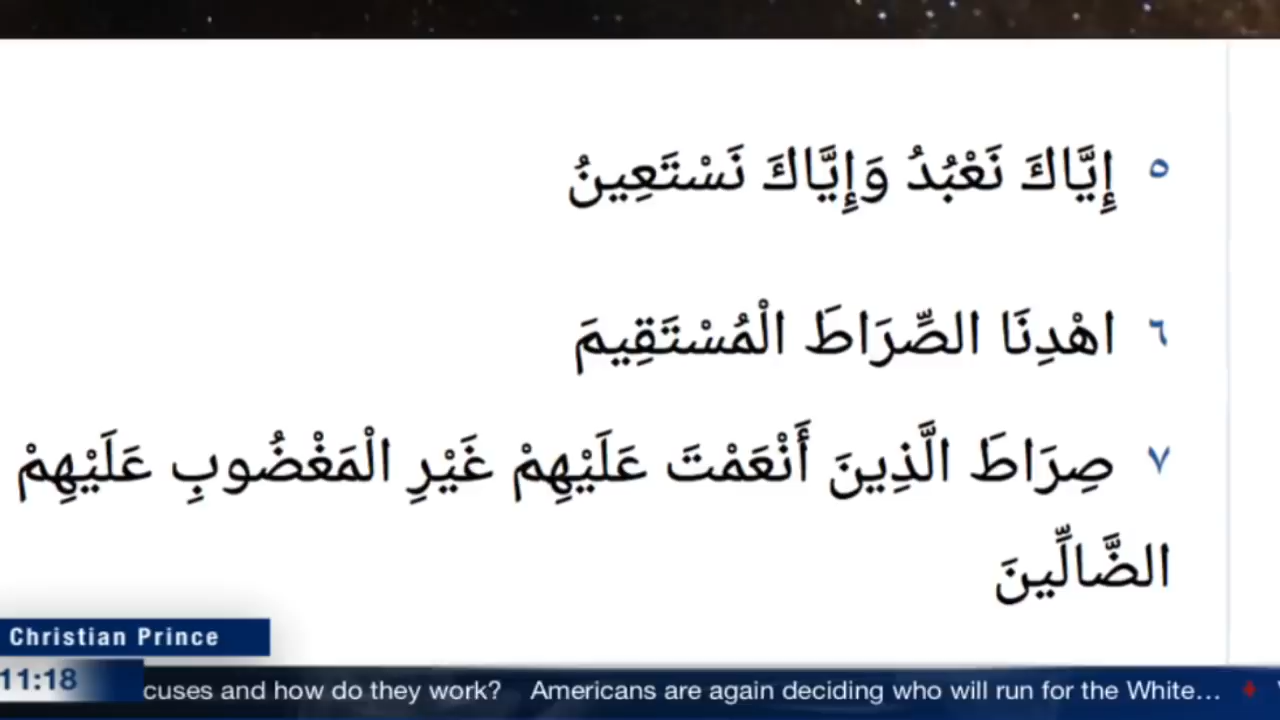 ٥ إِيَّاكَ نَعْبُدُ وَإِيَّاكَ نَسْتَعِينُ
٦ اهْدِنَا الصِّرَاطَ الْمُسْتَقِيمَ
٧ صِرَاطَ الَّذِينَ أَنْعَمْتَ عَلَيْهِمْ غَيْرِ الْمَغْضُوبِ عَلَيْهِمْ
الضَّالِّينَ
Christian Prince
11:18 cuses and how do they work? Americans are again deciding who will run for the White...